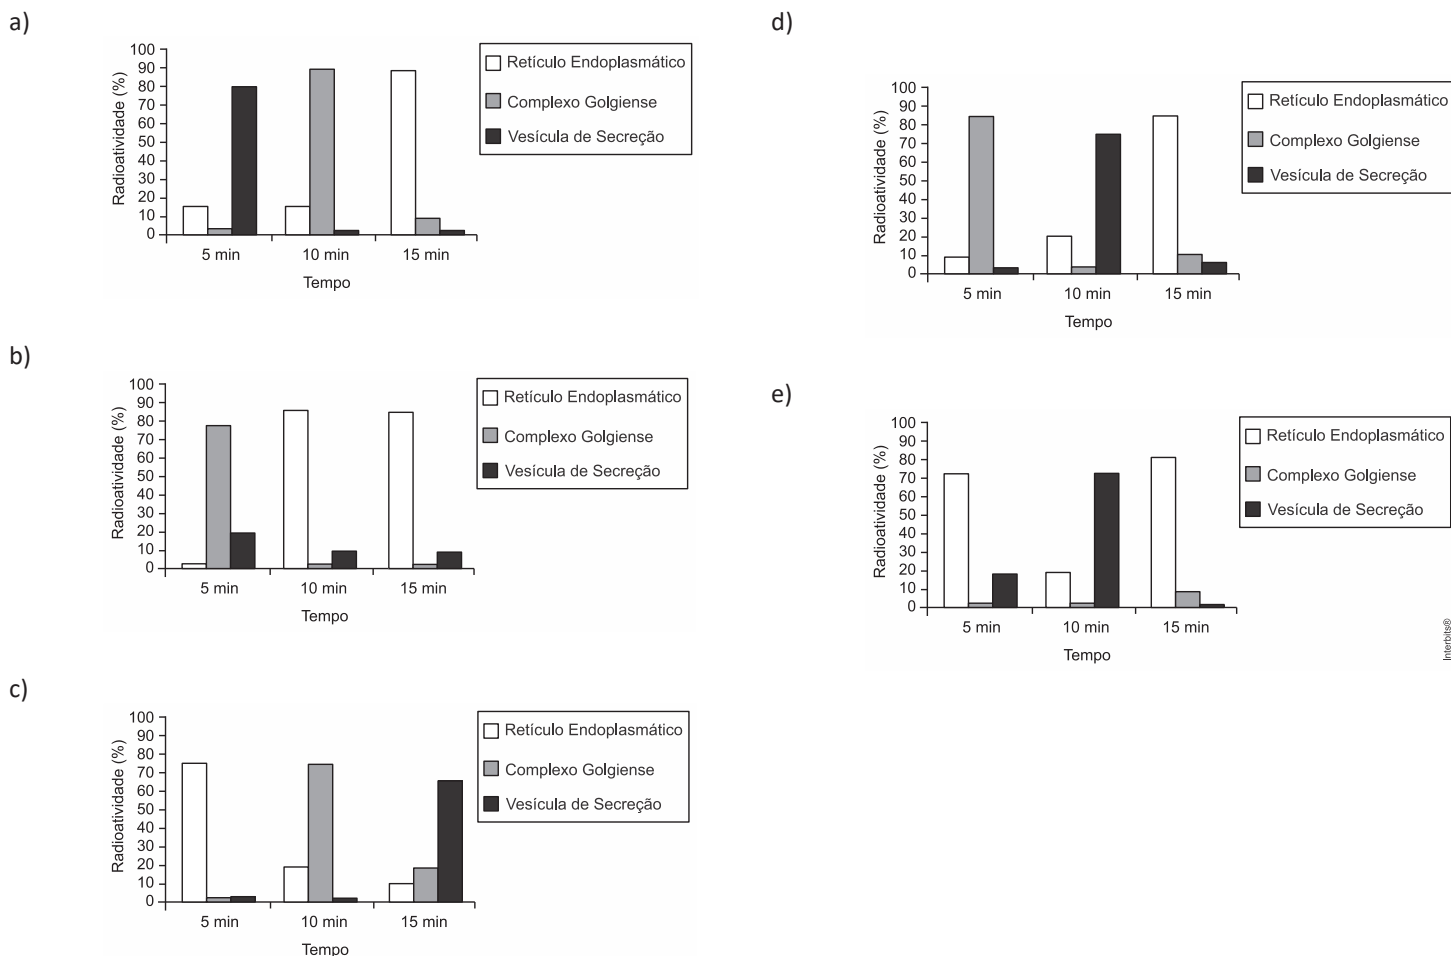 a)
Radioatividade (%)
100
90
80
70
60
50
40
30
20
10
0
5 min 10 min 15 min
Tempo
Retículo Endoplasmático
Complexo Golgiense
Vesícula de Secreção
b)
Radioatividade (%)
100
90
80
70
60
50
40
30
20
10
0
5 min 10 min 15 min
Tempo
Retículo Endoplasmático
Complexo Golgiense
Vesícula de Secreção
c)
Radioatividade (%)
100
90
80
70
60
50
40
30
20
10
0
5 min 10 min 15 min
Tempo
Retículo Endoplasmático
Complexo Golgiense
Vesícula de Secreção
d)
Radioatividade (%)
100
90
80
70
60
50
40
30
20
10
0
5 min 10 min 15 min
Tempo
Retículo Endoplasmático
Complexo Golgiense
Vesícula de Secreção
e)
Radioatividade (%)
100
90
80
70
60
50
40
30
20
10
0
5 min 10 min 15 min
Tempo
Retículo Endoplasmático
Complexo Golgiense
Vesícula de Secreção
Interbits®